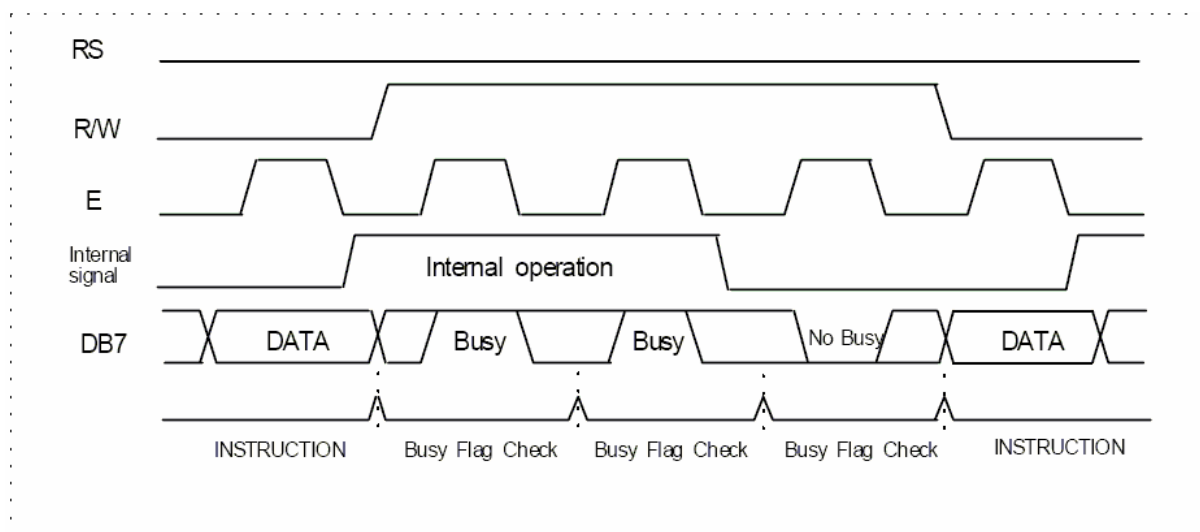 RS
R/W
E
Internal
signal
Internal operation
DB7
DATA
Busy
Busy
No Busy
DATA
INSTRUCTION
Busy Flag Check
Busy Flag Check
Busy Flag Check
INSTRUCTION